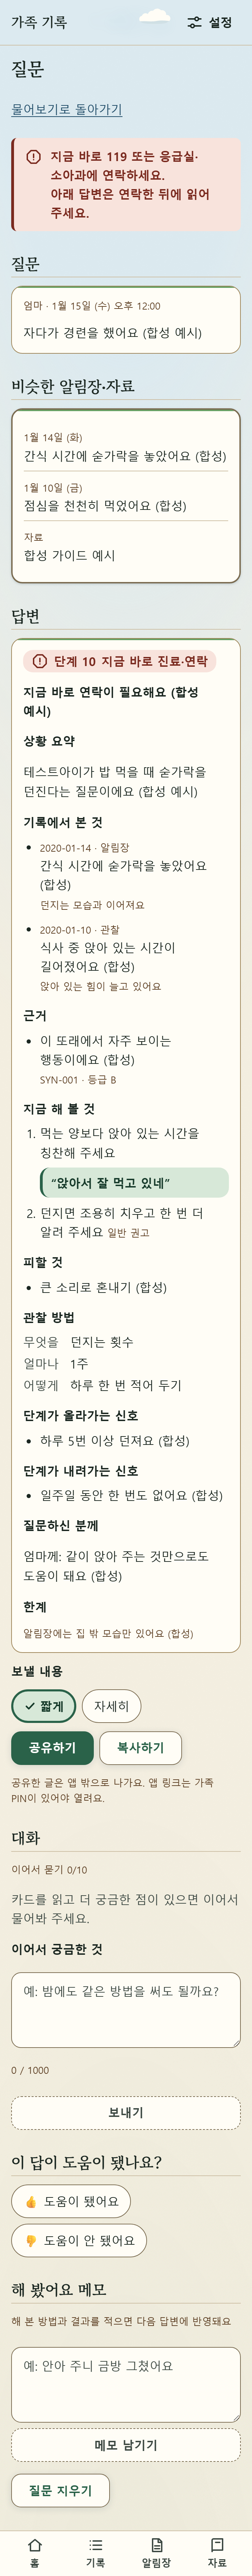 가족 기록
설정
질문
물어보기로 돌아가기
지금 바로 119 또는 응급실·
소아과에 연락하세요.
아래 답변은 연락한 뒤에 읽어
주세요.
질문
엄마 · 1월 15일 (수) 오후 12:00
자다가 경련을 했어요 (합성 예시)
비슷한 알림장·자료
1월 14일 (화)
간식 시간에 숟가락을 놓았어요 (합성)
1월 10일 (금)
점심을 천천히 먹었어요 (합성)
자료
합성 가이드 예시
답변
단계 10 지금 바로 진료·연락
지금 바로 연락이 필요해요 (합성
예시)
상황 요약
테스트아이가 밥 먹을 때 숟가락을
던진다는 질문이에요 (합성 예시)
기록에서 본 것
2020-01-14 · 알림장
간식 시간에 숟가락을 놓았어요
(합성)
던지는 모습과 이어져요
2020-01-10 · 관찰
식사 중 앉아 있는 시간이
길어졌어요 (합성)
앉아 있는 힘이 늘고 있어요
근거
이 또래에서 자주 보이는
행동이에요 (합성)
SYN-001 · 등급 B
지금 해 볼 것
1. 먹는 양보다 앉아 있는 시간을
칭찬해 주세요
“앉아서 잘 먹고 있네”
2. 던지면 조용히 치우고 한 번 더
알려 주세요 일반 권고
피할 것
큰 소리로 혼내기 (합성)
관찰 방법
무엇을 던지는 횟수
얼마나 1주
어떻게 하루 한 번 적어 두기
단계가 올라가는 신호
하루 5번 이상 던져요 (합성)
단계가 내려가는 신호
일주일 동안 한 번도 없어요 (합성)
질문하신 분께
엄마께: 같이 앉아 주는 것만으로도
도움이 돼요 (합성)
한계
알림장에는 집 밖 모습만 있어요 (합성)
보낼 내용
짧게
자세히
공유하기
복사하기
공유한 글은 앱 밖으로 나가요. 앱 링크는 가족
PIN이 있어야 열려요.
대화
이어서 묻기 0/10
카드를 읽고 더 궁금한 점이 있으면 이어서
물어봐 주세요.
이어서 궁금한 것
예: 밤에도 같은 방법을 써도 될까요?
0 / 1000
보내기
이 답이 도움이 됐나요?
도움이 됐어요
도움이 안 됐어요
해 봤어요 메모
해 본 방법과 결과를 적으면 다음 답변에 반영돼요
예: 안아 주니 금방 그쳤어요
메모 남기기
질문 지우기
홈
기록
알림장
자료